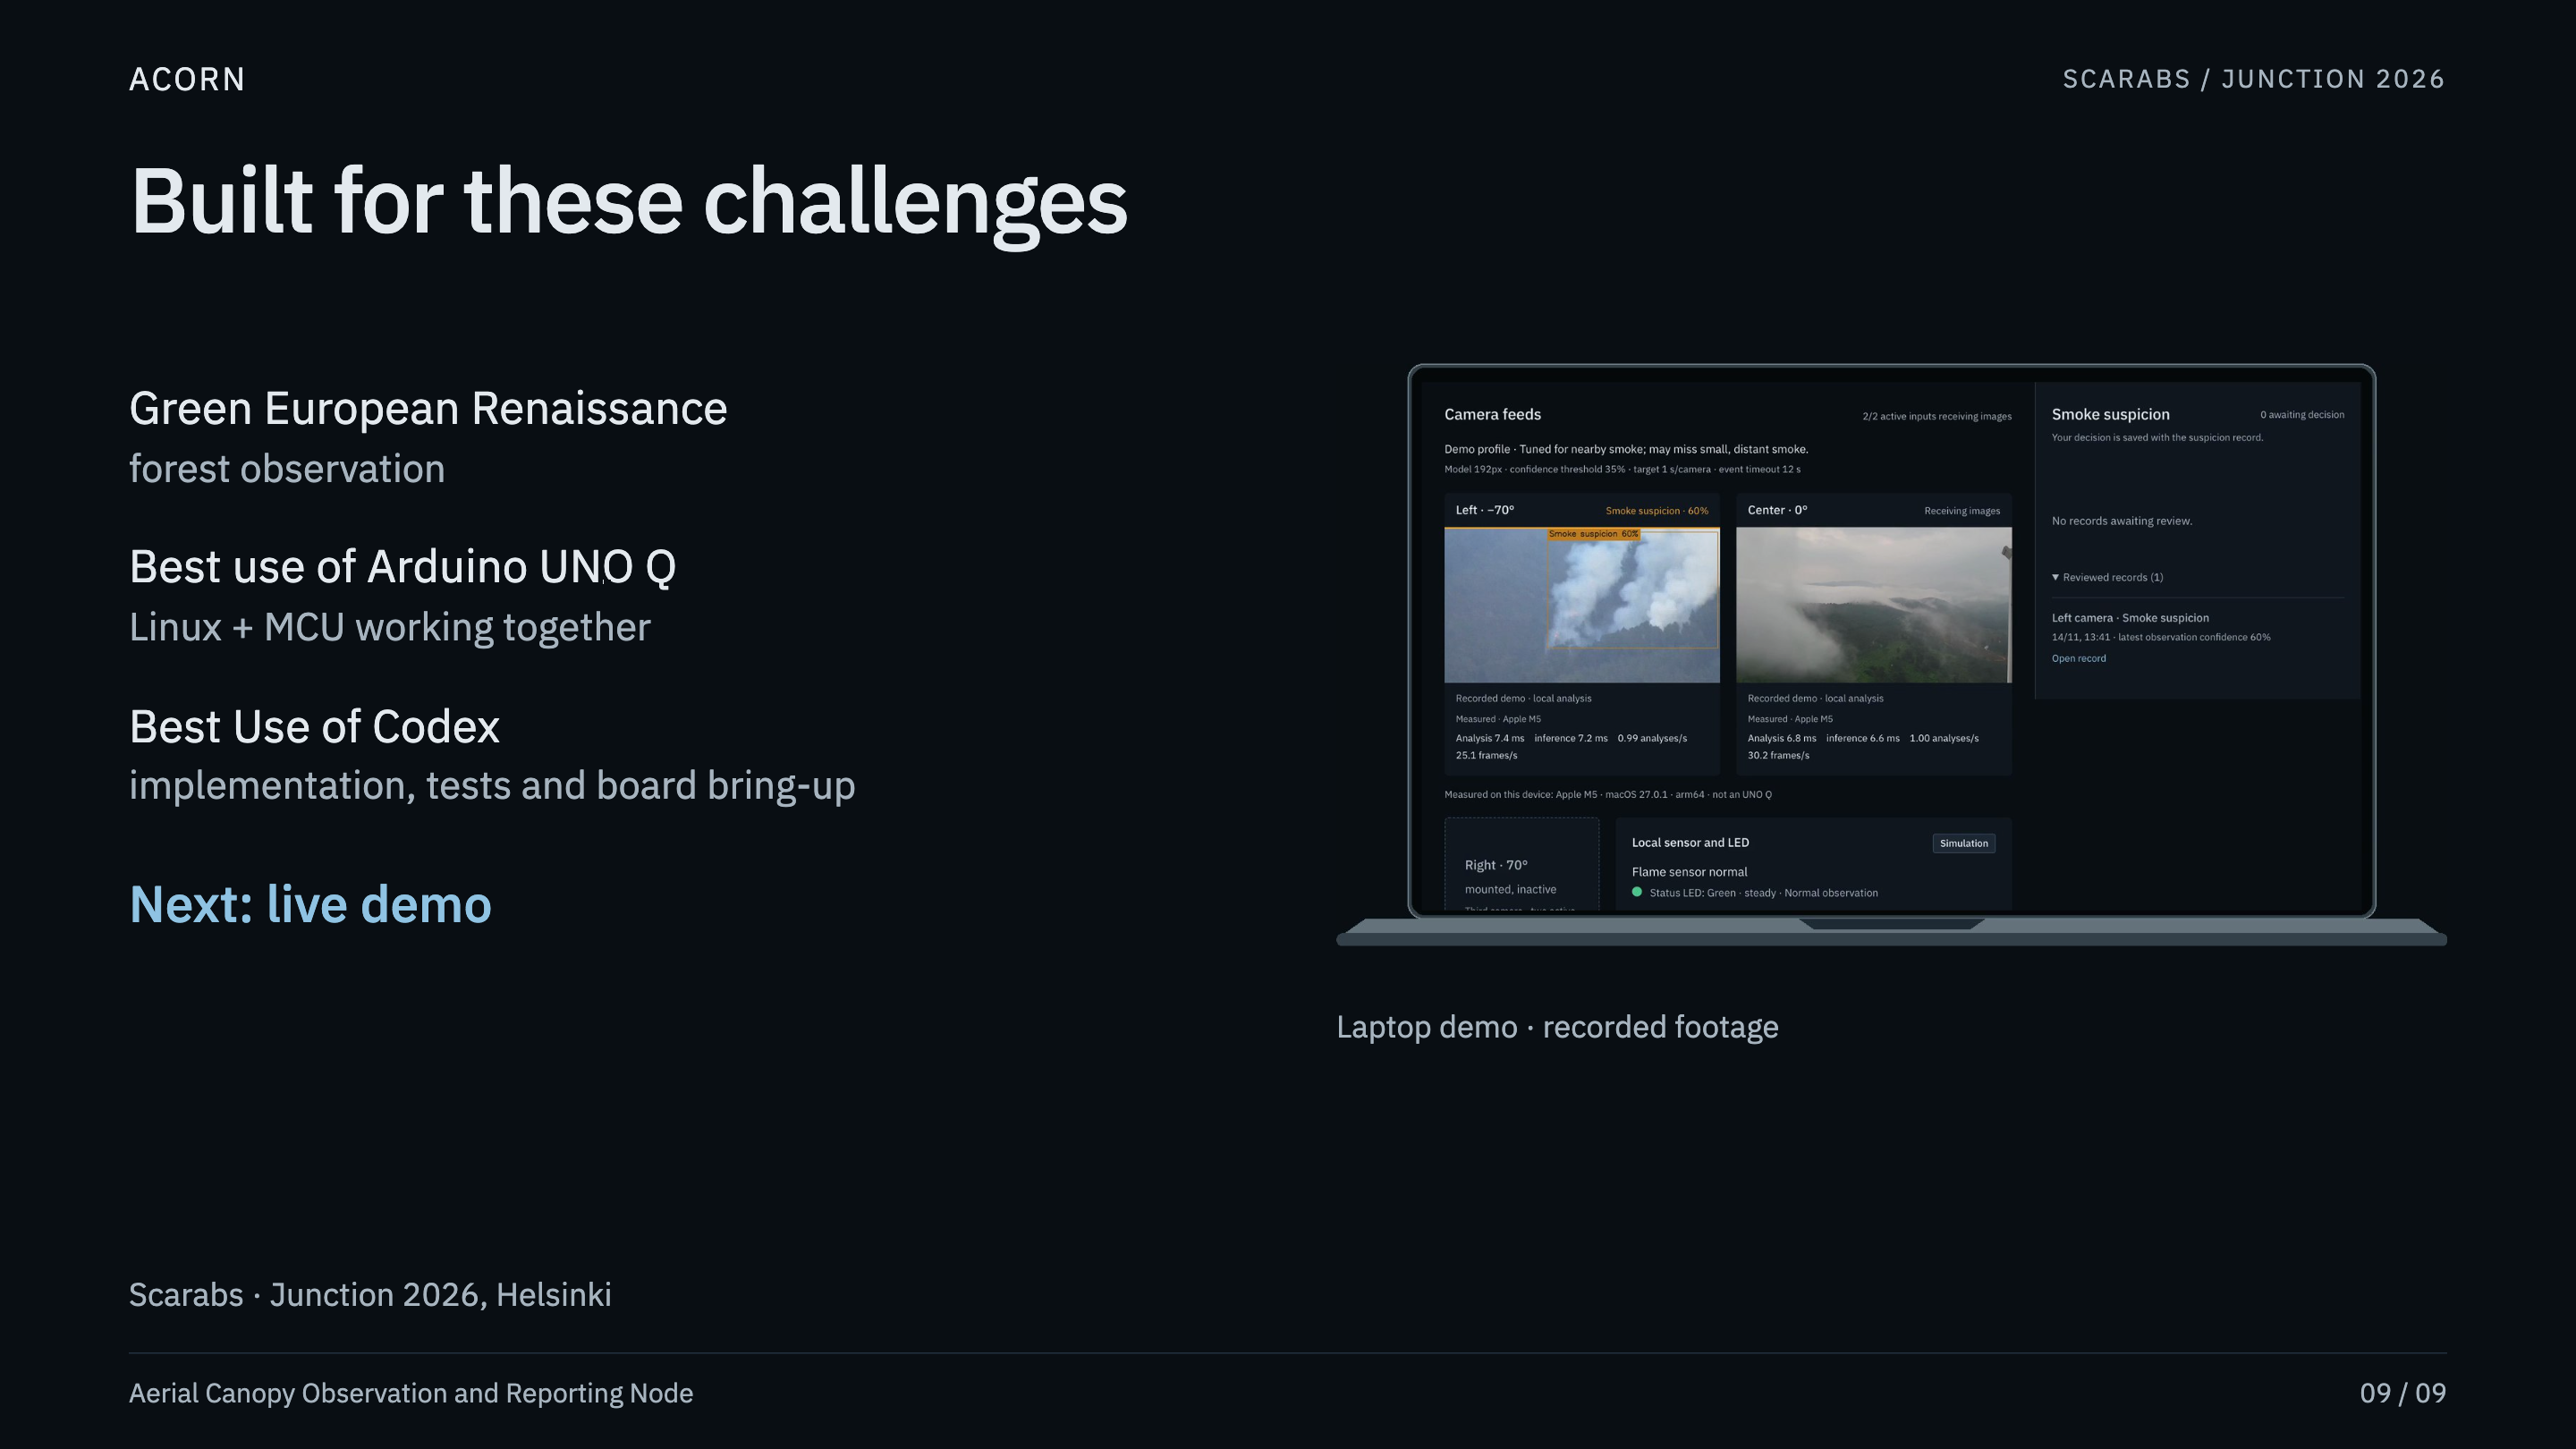 ACORN
SCARABS / JUNCTION 2026
Built for these challenges
Green European Renaissance
forest observation
Best use of Arduino UNO Q
Linux + MCU working together
Best Use of Codex
implementation, tests and board bring-up
Next: live demo
Camera feeds
2/2 active inputs receiving images
Demo profile · Tuned for nearby smoke; may miss small, distant smoke.
Model 192px · confidence threshold 35% · target 1 s/camera · event timeout 12 s
Left · −70°
Smoke suspicion · 60%
Smoke suspicion 60%
Recorded demo · local analysis
Measured · Apple M5
Analysis 7.4 ms inference 7.2 ms 0.99 analyses/s
25.1 frames/s
Center · 0°
Receiving images
Recorded demo · local analysis
Measured · Apple M5
Analysis 6.8 ms inference 6.6 ms 1.00 analyses/s
30.2 frames/s
Measured on this device: Apple M5 · macOS 27.0.1 · arm64 · not an UNO Q
Right · 70°
mounted, inactive
Local sensor and LED
Simulation
Flame sensor normal
Status LED: Green · steady · Normal observation
Smoke suspicion
0 awaiting decision
Your decision is saved with the suspicion record.
No records awaiting review.
▼ Reviewed records (1)
Left camera · Smoke suspicion
14/11, 13:41 · latest observation confidence 60%
Open record
Laptop demo · recorded footage
Scarabs · Junction 2026, Helsinki
Aerial Canopy Observation and Reporting Node
09 / 09